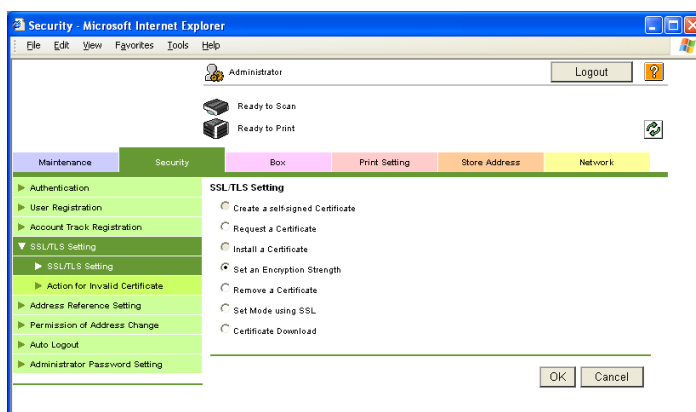 Security - Microsoft Internet Explorer
File Edit View Favorites Tools Help
Administrator
Logout
?
Ready to Scan
Ready to Print
Maintenance Security Box Print Setting Store Address Network
Authentication
User Registration
Account Track Registration
SSL/TLS Setting
SSL/TLS Setting
Action for Invalid Certificate
Address Reference Setting
Permission of Address Change
Auto Logout
Administrator Password Setting
SSL/TLS Setting
Create a self-signed Certificate
Request a Certificate
Install a Certificate
Set an Encryption Strength
Remove a Certificate
Set Mode using SSL
Certificate Download
OK Cancel